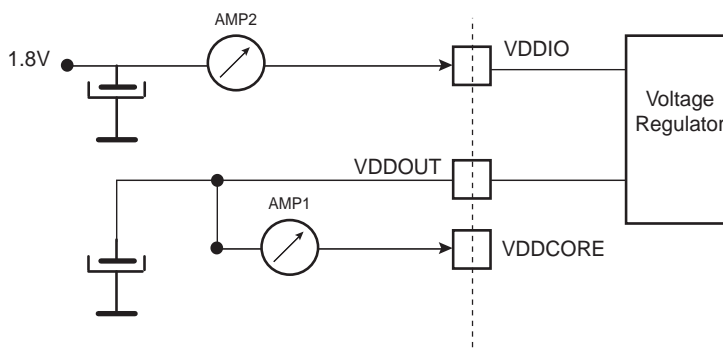 AMP2
1.8V
VDDIO
Voltage
Regulator
VDDOUT
AMP1
VDDCORE